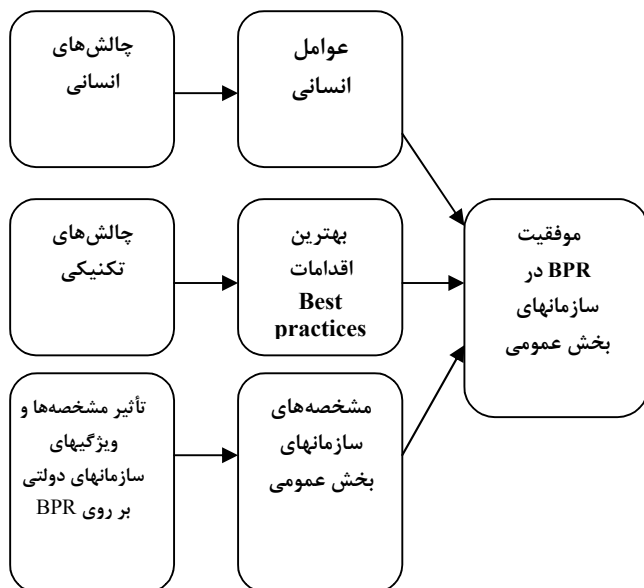 چالش‌های
انسانی
عوامل
انسانی
چالش‌های
تکنیکی
بهترین
اقدامات
Best
practices
تأثیر مشخصه‌ها و
ویژگیهای
سازمانهای دولتی
بر روی BPR
مشخصه‌های
سازمانهای
بخش عمومی
موفقیت
BPR در
سازمانهای
بخش عمومی